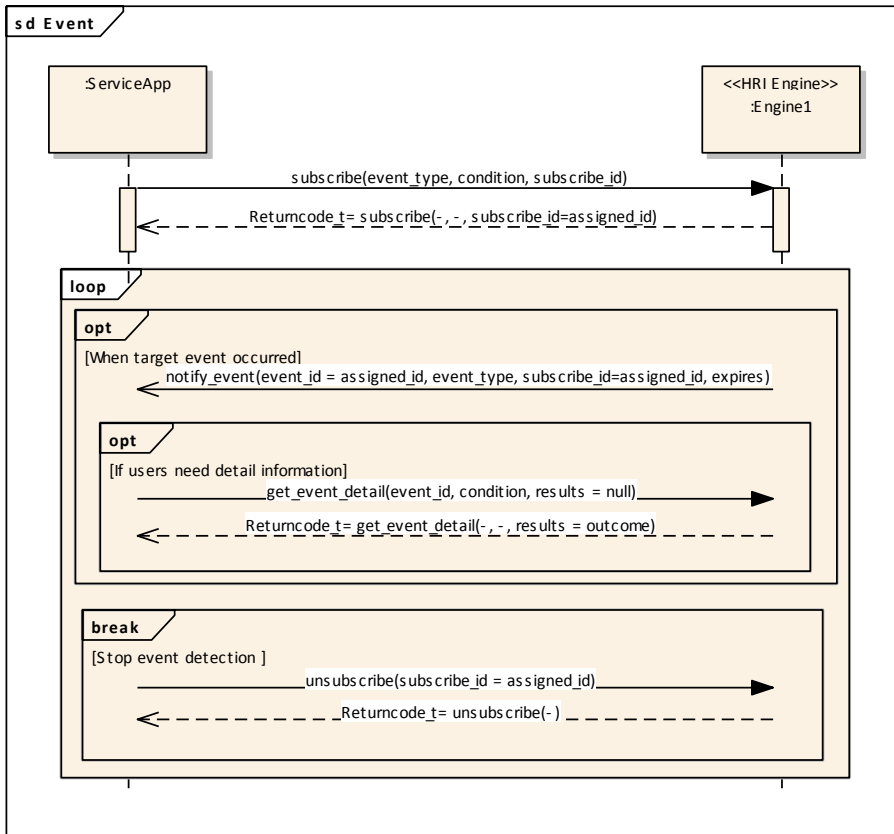 sd Event
:ServiceApp
<<HRI Engine>>
:Engine1
subscribe(event_type, condition, subscribe_id)
Returncode_t= subscribe(-, -, subscribe_id=assigned_id)
loop
opt
[When target event occurred]
notify_event(event_id = assigned_id, event_type, subscribe_id=assigned_id, expires)
opt
[If users need detail information]
get_event_detail(event_id, condition, results = null)
Returncode_t= get_event_detail(-, -, results = outcome)
break
[Stop event detection ]
unsubscribe(subscribe_id = assigned_id)
Returncode_t= unsubscribe(-)